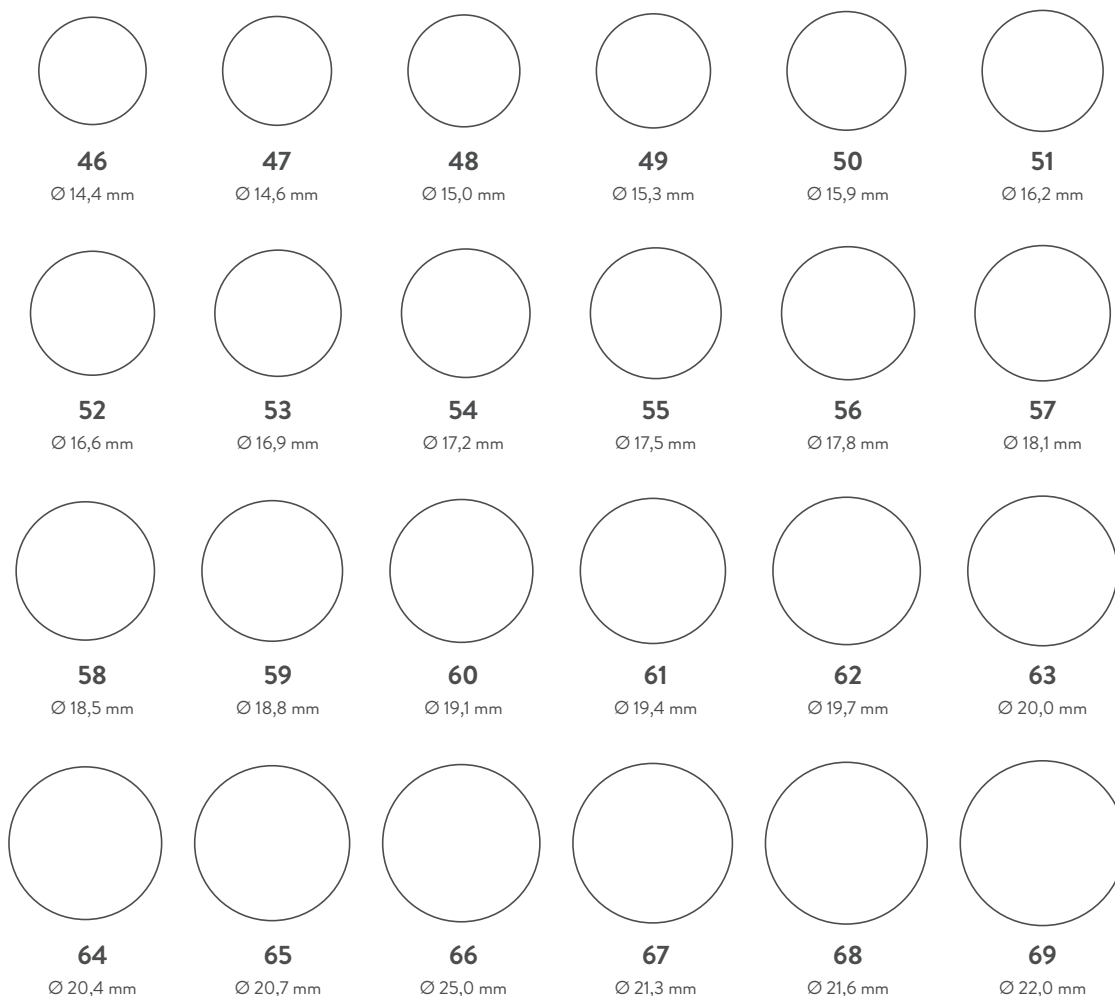 46 47 48 49 50 51
Ø 14,4 mm Ø 14,6 mm Ø 15,0 mm Ø 15,3 mm Ø 15,9 mm Ø 16,2 mm
52 53 54 55 56 57
Ø 16,6 mm Ø 16,9 mm Ø 17,2 mm Ø 17,5 mm Ø 17,8 mm Ø 18,1 mm
58 59 60 61 62 63
Ø 18,5 mm Ø 18,8 mm Ø 19,1 mm Ø 19,4 mm Ø 19,7 mm Ø 20,0 mm
64 65 66 67 68 69
Ø 20,4 mm Ø 20,7 mm Ø 25,0 mm Ø 21,3 mm Ø 21,6 mm Ø 22,0 mm